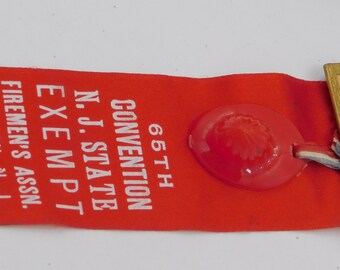 65TH
CONVENTION
N. J. STATE
EXEMPT
FIREMEN'S ASSN.